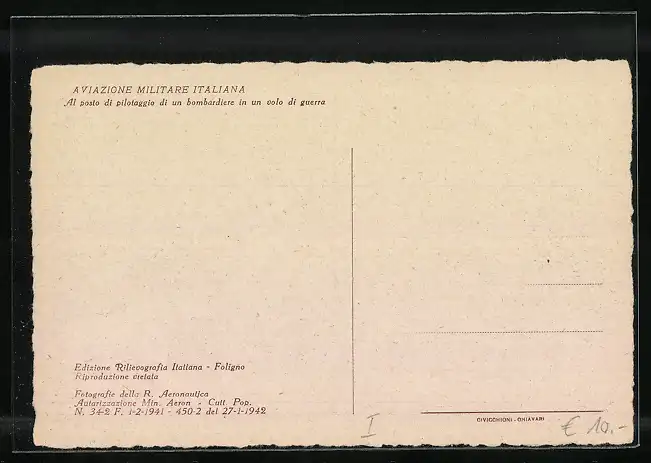 AVIAZIONE MILITARE ITALIANA
Al posto di pilotaggio di un bombardiere in un volo di guerra
Edizione Rilievografia Italiana - Foligno
Riproduzione vietata
Fotografie della R. Aeronautica
Autorizzazione Min. Aeron - Cult Pop.
N. 34-2 F. 1-2-1941 - 450-2 del 27-1-1942
CIVICCHIONI - CHIAVARI
I
€ 10.-